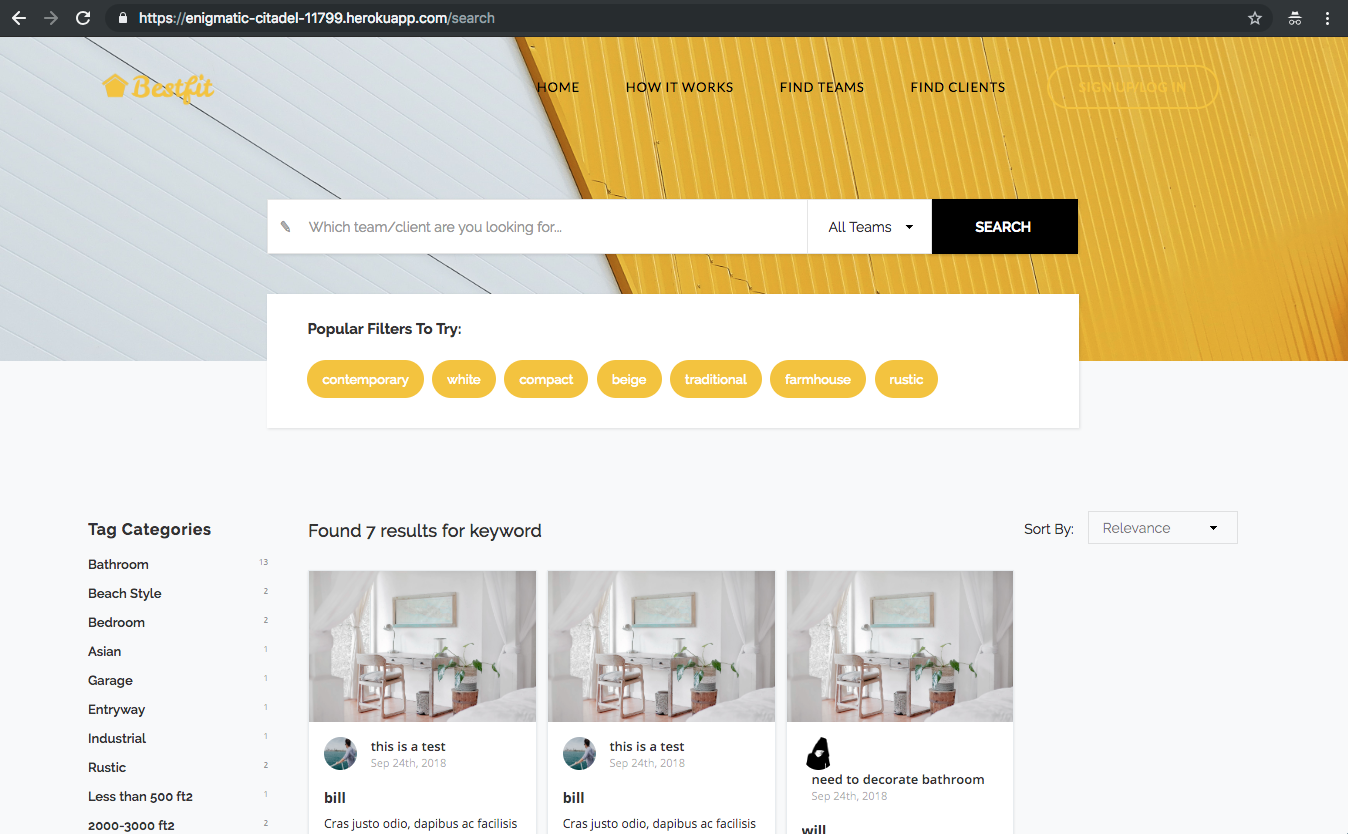 https://enigmatic-citadel-11799.herokuapp.com/search
Bestfit
HOME HOW IT WORKS FIND TEAMS FIND CLIENTS SIGN UP/LOG IN
Which team/client are you looking for... All Teams SEARCH
Popular Filters To Try:
contemporary white compact beige traditional farmhouse rustic
Tag Categories
Bathroom 13
Beach Style 2
Bedroom 2
Asian 1
Garage 1
Entryway 1
Industrial 1
Rustic 2
Less than 500 ft2 1
2000-3000 ft2 2
Found 7 results for keyword
Sort By: Relevance
this is a test
Sep 24th, 2018
bill
Cras justo odio, dapibus ac facilisis
this is a test
Sep 24th, 2018
bill
Cras justo odio, dapibus ac facilisis
need to decorate bathroom
Sep 24th, 2018
will